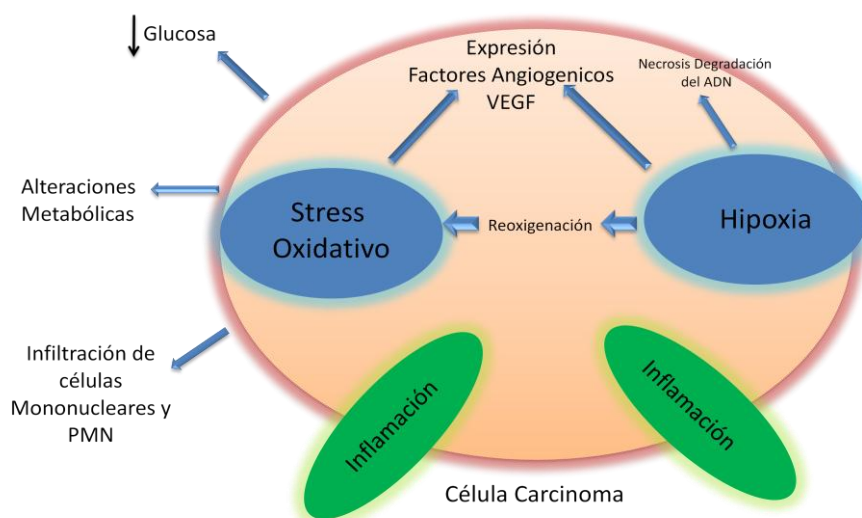 Glucosa
Expresión
Factores Angiogenicos
VEGF
Necrosis Degradación
del ADN
Alteraciones
Metabólicas
Stress
Oxidativo
Reoxigenación
Hipoxia
Infiltración de
células
Mononucleares y
PMN
Inflamación
Inflamación
Célula Carcinoma